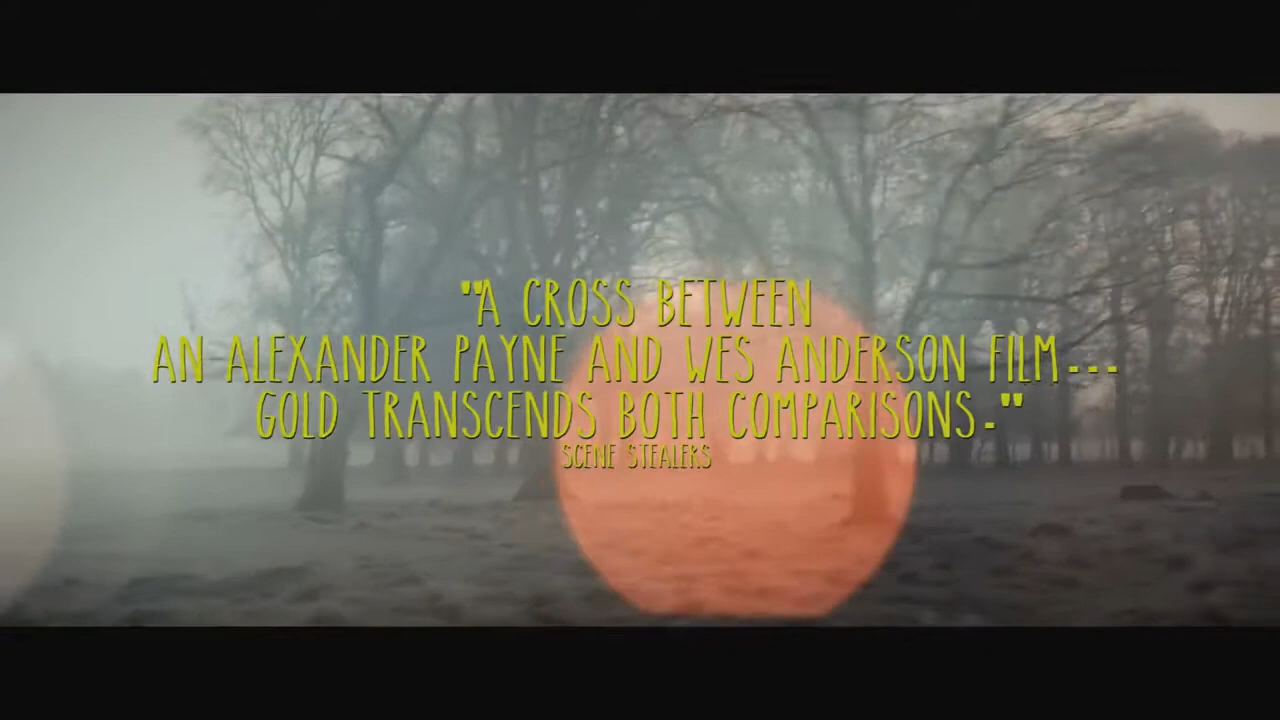 "A CROSS BETWEEN
AN ALEXANDER PAYNE AND WES ANDERSON FILM...
GOLD TRANSCENDS BOTH COMPARISONS."
SCENE STEALERS